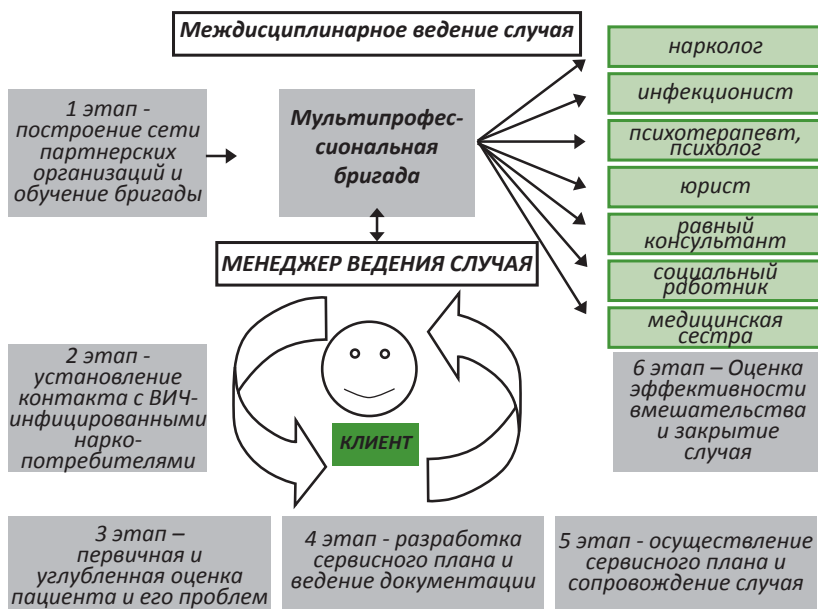 Междисциплинарное ведение случая
1 этап -
построение сети
партнерских
организаций и
обучение бригады
Мультипрофес-
сиональная
бригада
нарколог
инфекционист
психотерапевт,
психолог
юрист
равный
консультант
социальный
работник
медицинская
сестра
МЕНЕДЖЕР ВЕДЕНИЯ СЛУЧАЯ
2 этап -
установление
контакта с ВИЧ-
инфицированными
нарко-
потребителями
КЛИЕНТ
6 этап – Оценка
эффективности
вмешательства
и закрытие
случая
3 этап –
первичная и
углубленная оценка
пациента и его проблем
4 этап - разработка
сервисного плана и
ведение документации
5 этап - осуществление
сервисного плана и
сопровождение случая